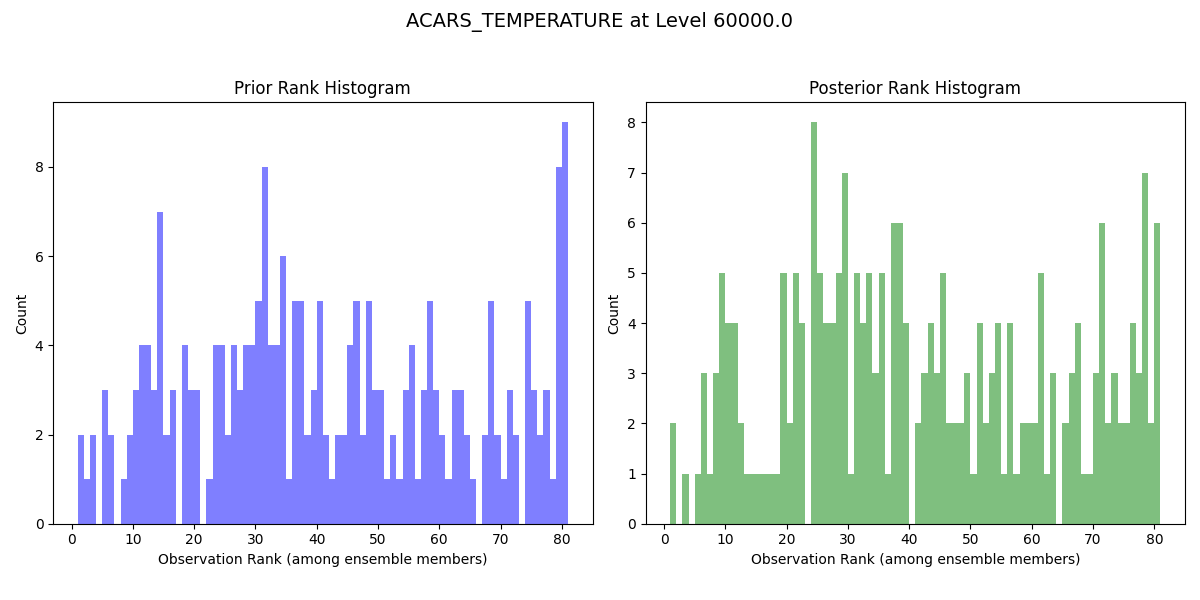 ACARS_TEMPERATURE at Level 60000.0
Prior Rank Histogram
Count
0
2
4
6
8
0 10 20 30 40 50 60 70 80
Observation Rank (among ensemble members)
Posterior Rank Histogram
Count
0
1
2
3
4
5
6
7
8
0 10 20 30 40 50 60 70 80
Observation Rank (among ensemble members)